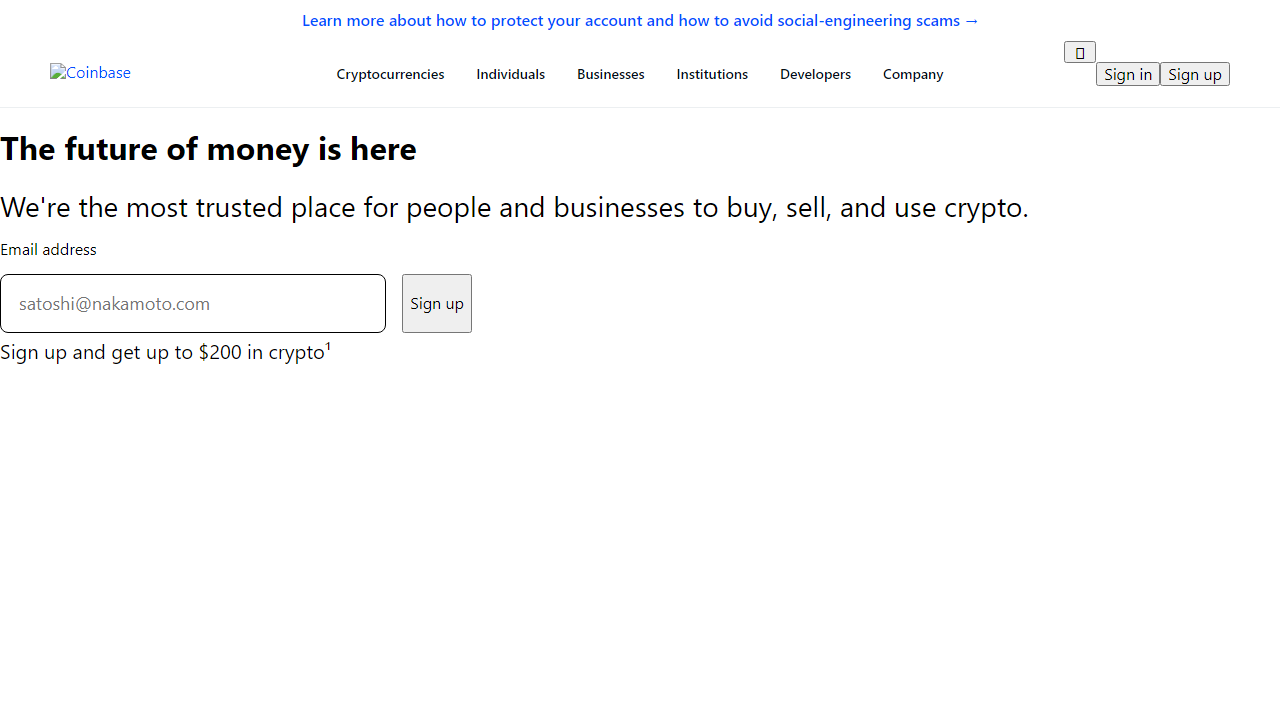 Learn more about how to protect your account and how to avoid social-engineering scams →
Coinbase
Cryptocurrencies Individuals Businesses Institutions Developers Company
Sign in Sign up
The future of money is here
We're the most trusted place for people and businesses to buy, sell, and use crypto.
Email address
satoshi@nakamoto.com
Sign up
Sign up and get up to $200 in crypto¹